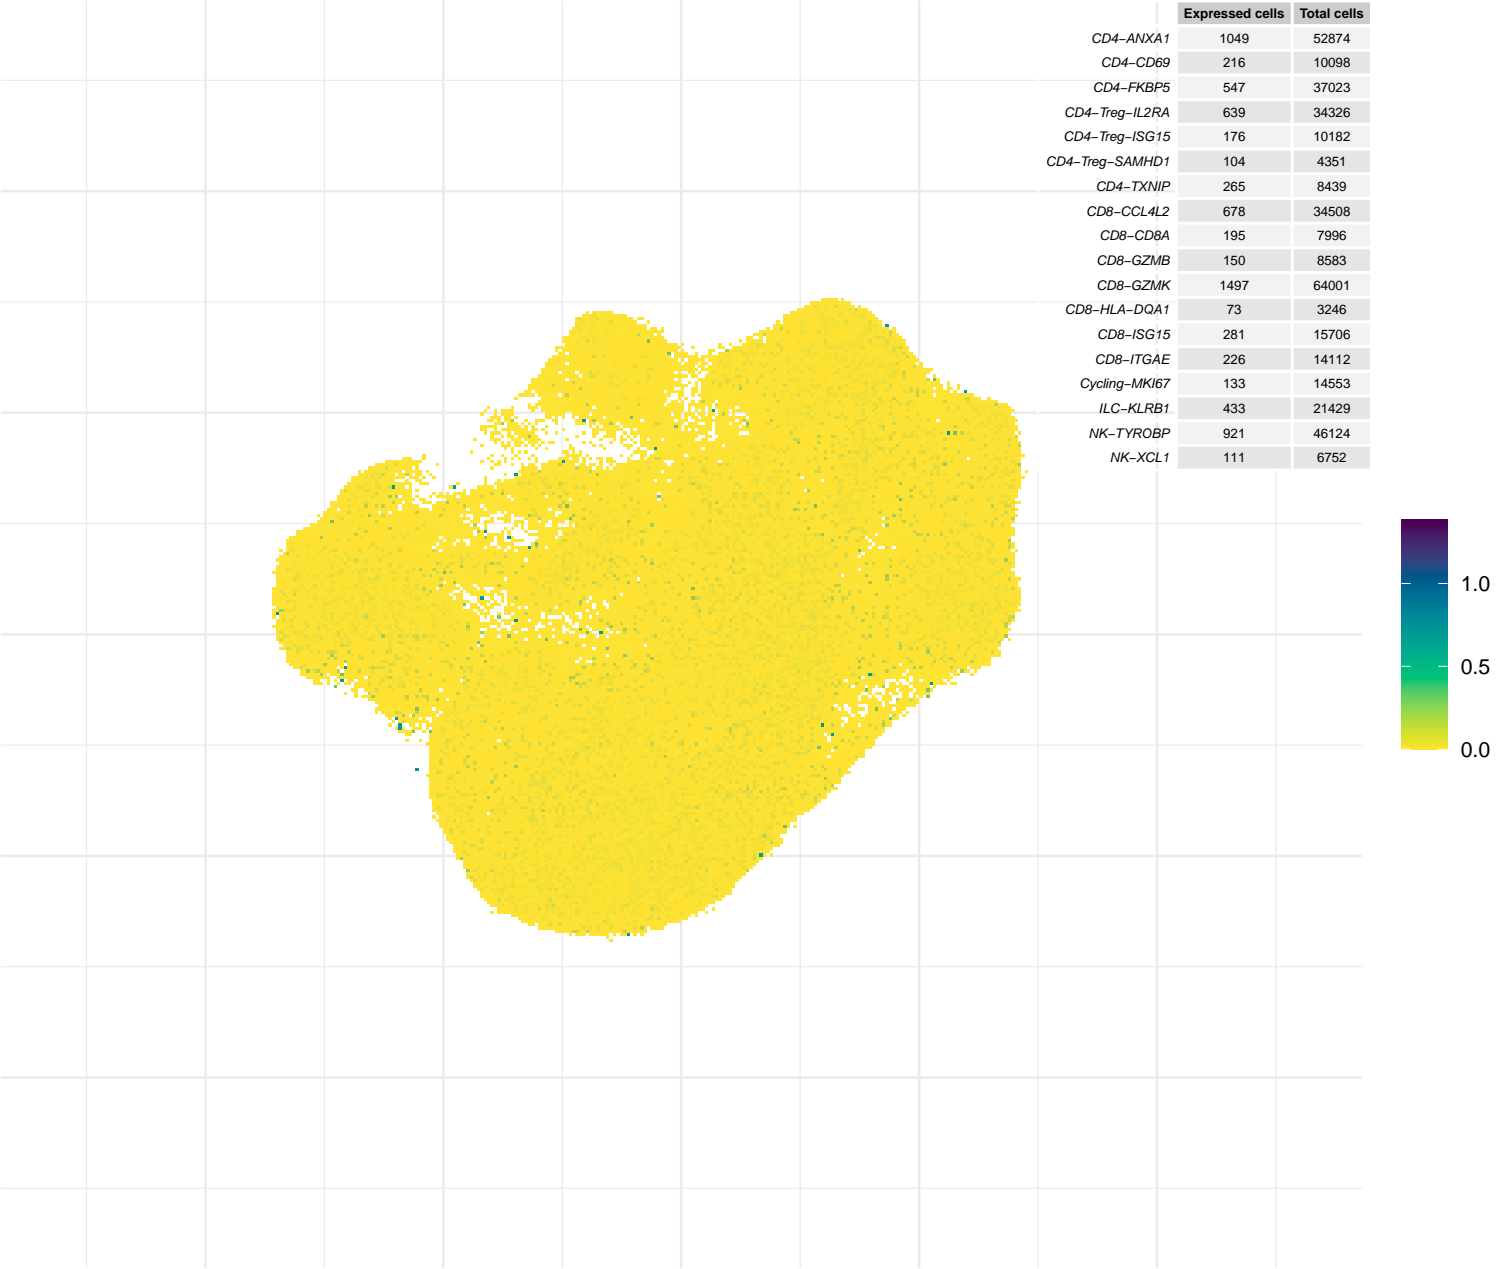 Expressed cells Total cells
CD4−ANXA1 1049 52874
CD4−CD69 216 10098
CD4−FKBP5 547 37023
CD4−Treg−IL2RA 639 34326
CD4−Treg−ISG15 176 10182
CD4−Treg−SAMHD1 104 4351
CD4−TXNIP 265 8439
CD8−CCL4L2 678 34508
CD8−CD8A 195 7996
CD8−GZMB 150 8583
CD8−GZMK 1497 64001
CD8−HLA−DQA1 73 3246
CD8−ISG15 281 15706
CD8−ITGAE 226 14112
Cycling−MKI67 133 14553
ILC−KLRB1 433 21429
NK−TYROBP 921 46124
NK−XCL1 111 6752
1.0
0.5
0.0